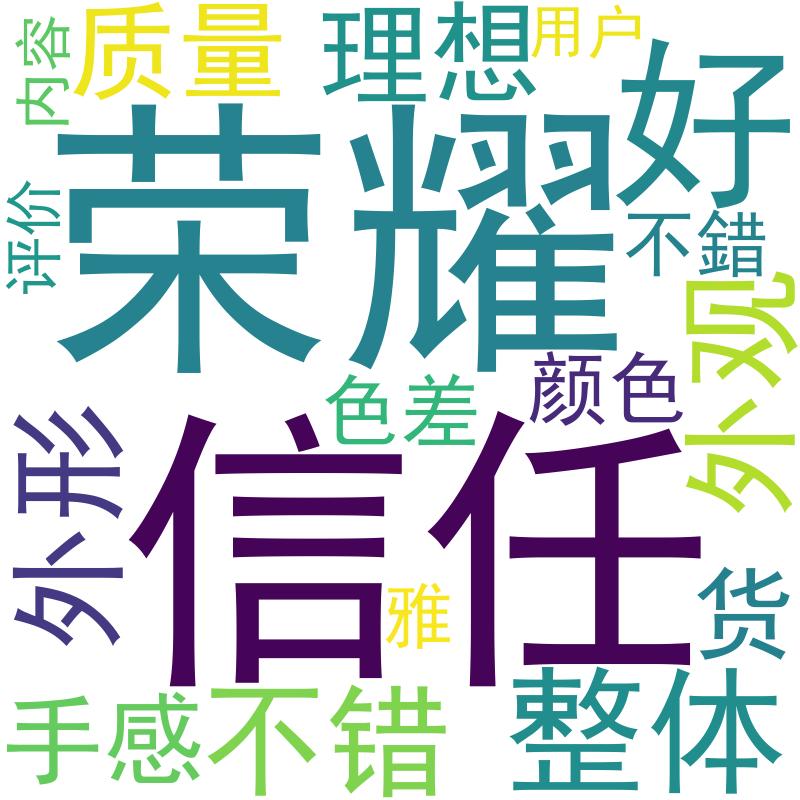 内容
质量
理想
用户
好
荣耀
评价
不錯
外观
颜色
色差
外形
信任
雅
货
手感
不错
整体